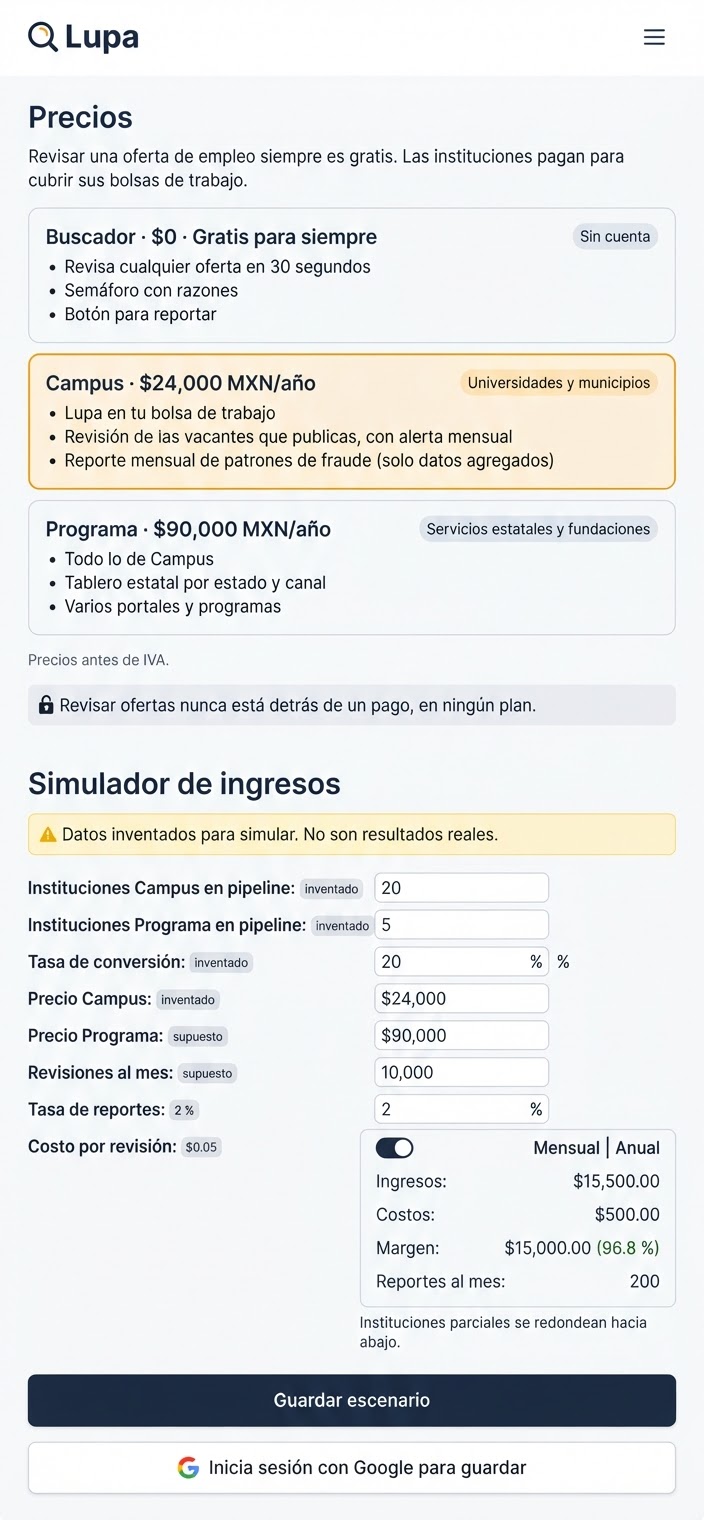 Lupa
Precios
Revisar una oferta de empleo siempre es gratis. Las instituciones pagan para
cubrir sus bolsas de trabajo.
Buscador · $0 · Gratis para siempre
Sin cuenta
• Revisa cualquier oferta en 30 segundos
• Semáforo con razones
• Botón para reportar
Campus · $24,000 MXN/año
Universidades y municipios
• Lupa en tu bolsa de trabajo
• Revisión de las vacantes que publicas, con alerta mensual
• Reporte mensual de patrones de fraude (solo datos agregados)
Programa · $90,000 MXN/año
Servicios estatales y fundaciones
• Todo lo de Campus
• Tablero estatal por estado y canal
• Varios portales y programas
Precios antes de IVA.
Revisar ofertas nunca está detrás de un pago, en ningún plan.
Simulador de ingresos
Datos inventados para simular. No son resultados reales.
Instituciones Campus en pipeline: inventado 20
Instituciones Programa en pipeline: inventado 5
Tasa de conversión: inventado 20 % %
Precio Campus: inventado $24,000
Precio Programa: supuesto $90,000
Revisiones al mes: supuesto 10,000
Tasa de reportes: 2 % 2 %
Costo por revisión: $0.05
Mensual | Anual
Ingresos: $15,500.00
Costos: $500.00
Margen: $15,000.00 (96.8 %)
Reportes al mes: 200
Instituciones parciales se redondean hacia
abajo.
Guardar escenario
Inicia sesión con Google para guardar